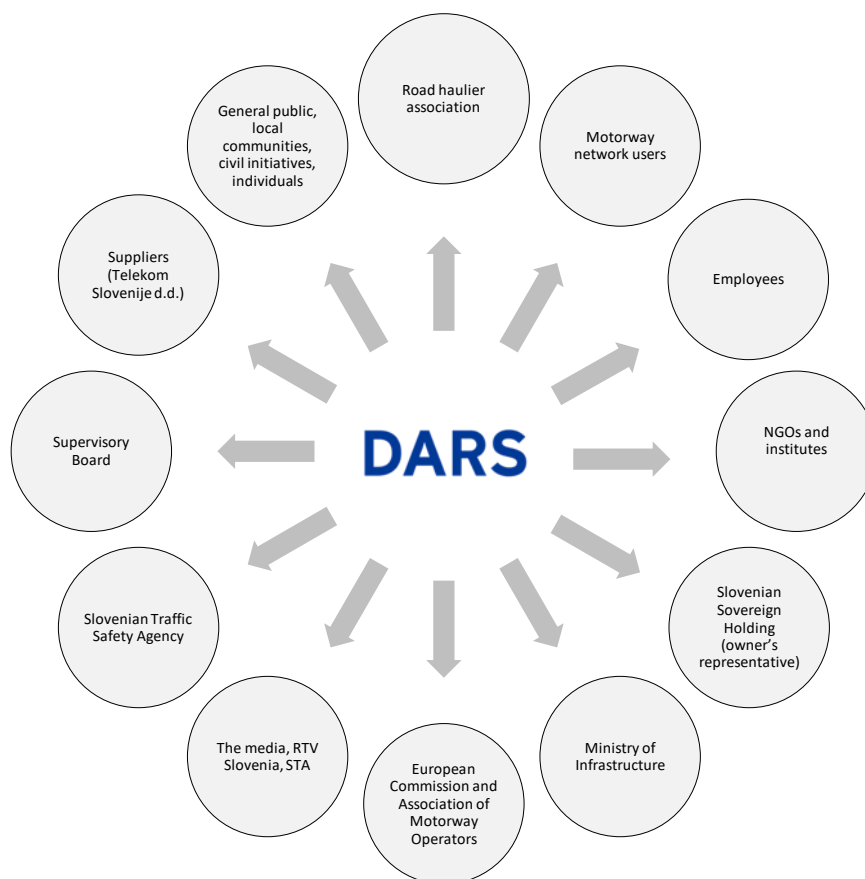 Road haulier
association
Motorway
network users
Employees
NGOs and
institutes
Slovenian
Sovereign
Holding
(owner's
representative)
Ministry of
Infrastructure
European
Commission and
Association of
Motorway
Operators
The media, RTV
Slovenia, STA
Slovenian Traffic
Safety Agency
Supervisory
Board
Suppliers
(Telekom
Slovenije d.d.)
General public,
local
communities,
civil initiatives,
individuals
DARS